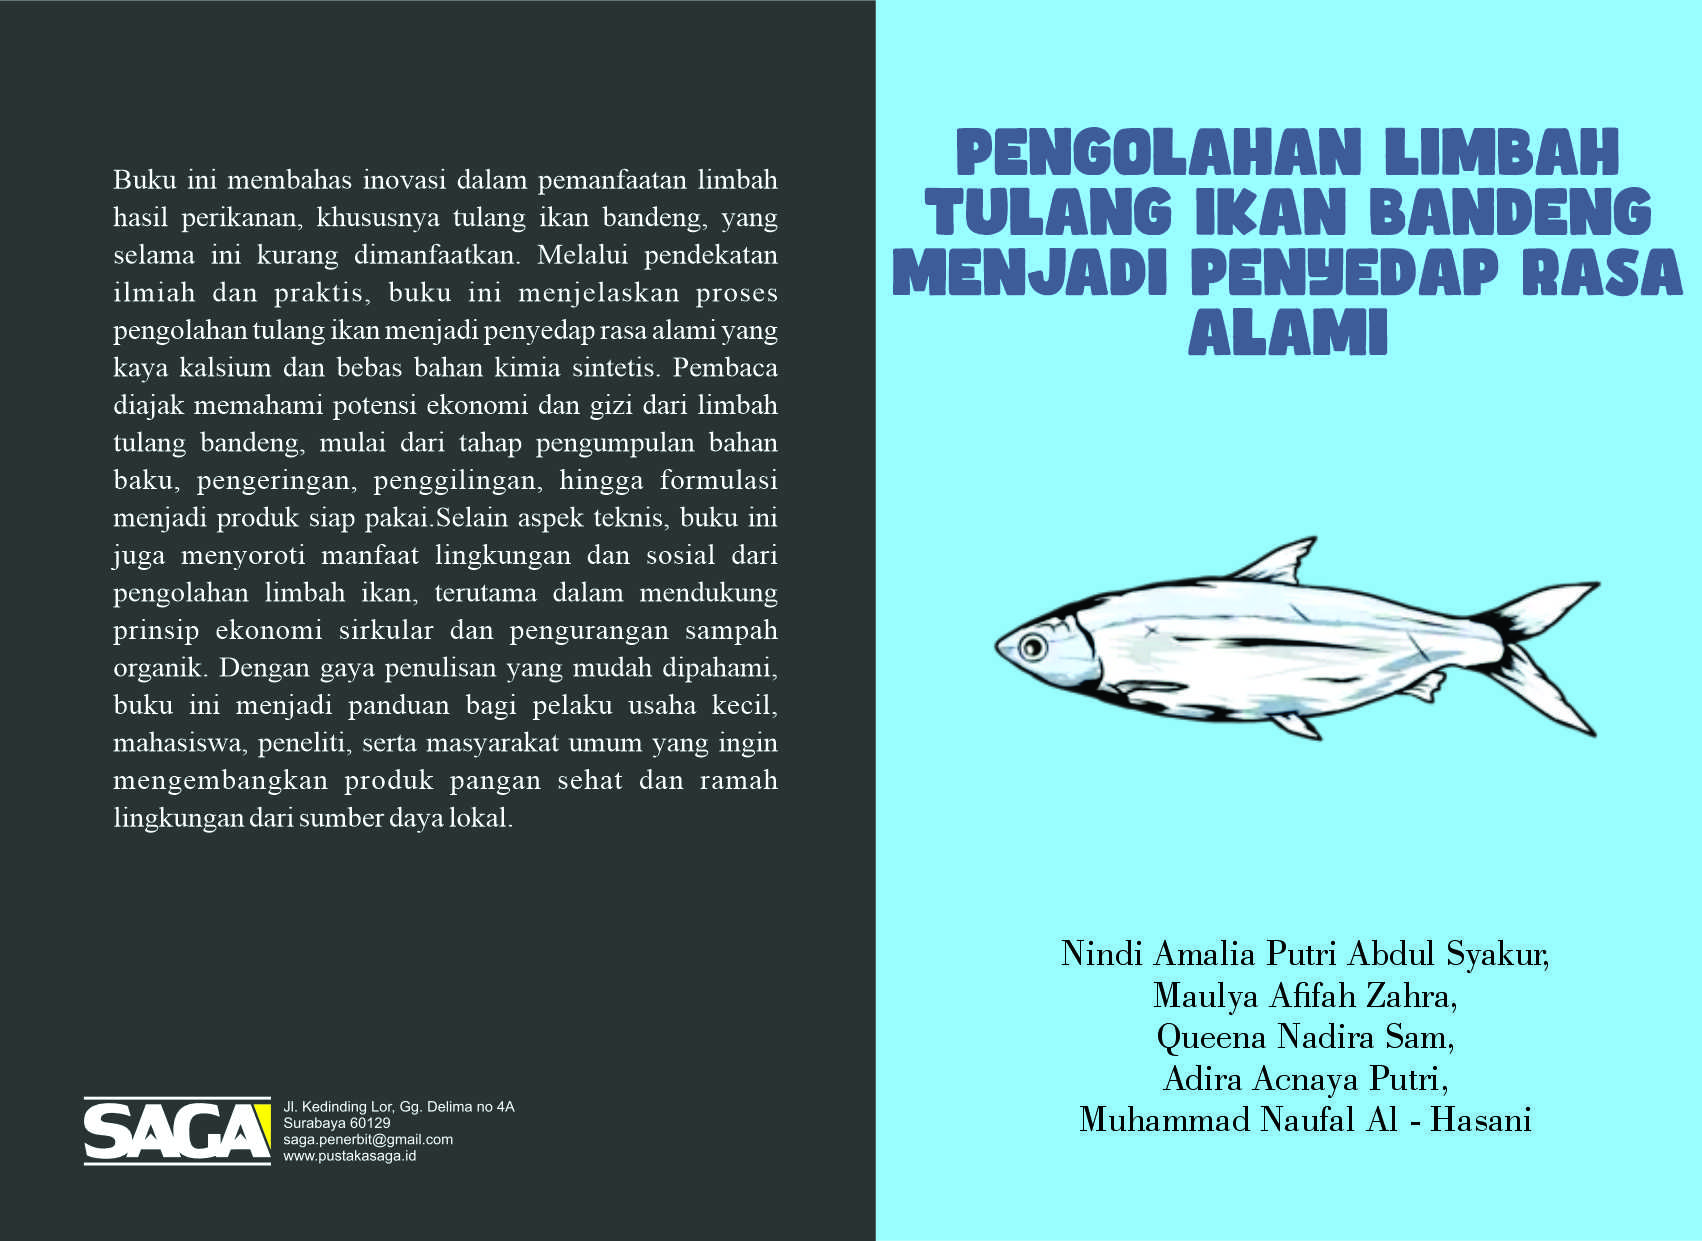 Buku ini membahas inovasi dalam pemanfaatan limbah
hasil perikanan, khususnya tulang ikan bandeng, yang
selama ini kurang dimanfaatkan. Melalui pendekatan
ilmiah dan praktis, buku ini menjelaskan proses
pengolahan tulang ikan menjadi penyedap rasa alami yang
kaya kalsium dan bebas bahan kimia sintetis. Pembaca
diajak memahami potensi ekonomi dan gizi dari limbah
tulang bandeng, mulai dari tahap pengumpulan bahan
baku, pengeringan, penggilingan, hingga formulasi
menjadi produk siap pakai.Selain aspek teknis, buku ini
juga menyoroti manfaat lingkungan dan sosial dari
pengolahan limbah ikan, terutama dalam mendukung
prinsip ekonomi sirkular dan pengurangan sampah
organik. Dengan gaya penulisan yang mudah dipahami,
buku ini menjadi panduan bagi pelaku usaha kecil,
mahasiswa, peneliti, serta masyarakat umum yang ingin
mengembangkan produk pangan sehat dan ramah
lingkungan dari sumber daya lokal.
SAGA
Jl. Kedinding Lor, Gg. Delima no 4A
Surabaya 60129
saga.penerbit@gmail.com
www.pustakasaga.id
PENGOLAHAN LIMBAH
TULANG IKAN BANDENG
MENJADI PENYEDAP RASA
ALAMI
Nindi Amalia Putri Abdul Syakur,
Maulya Afifah Zahra,
Queena Nadira Sam,
Adira Acnaya Putri,
Muhammad Naufal Al - Hasani